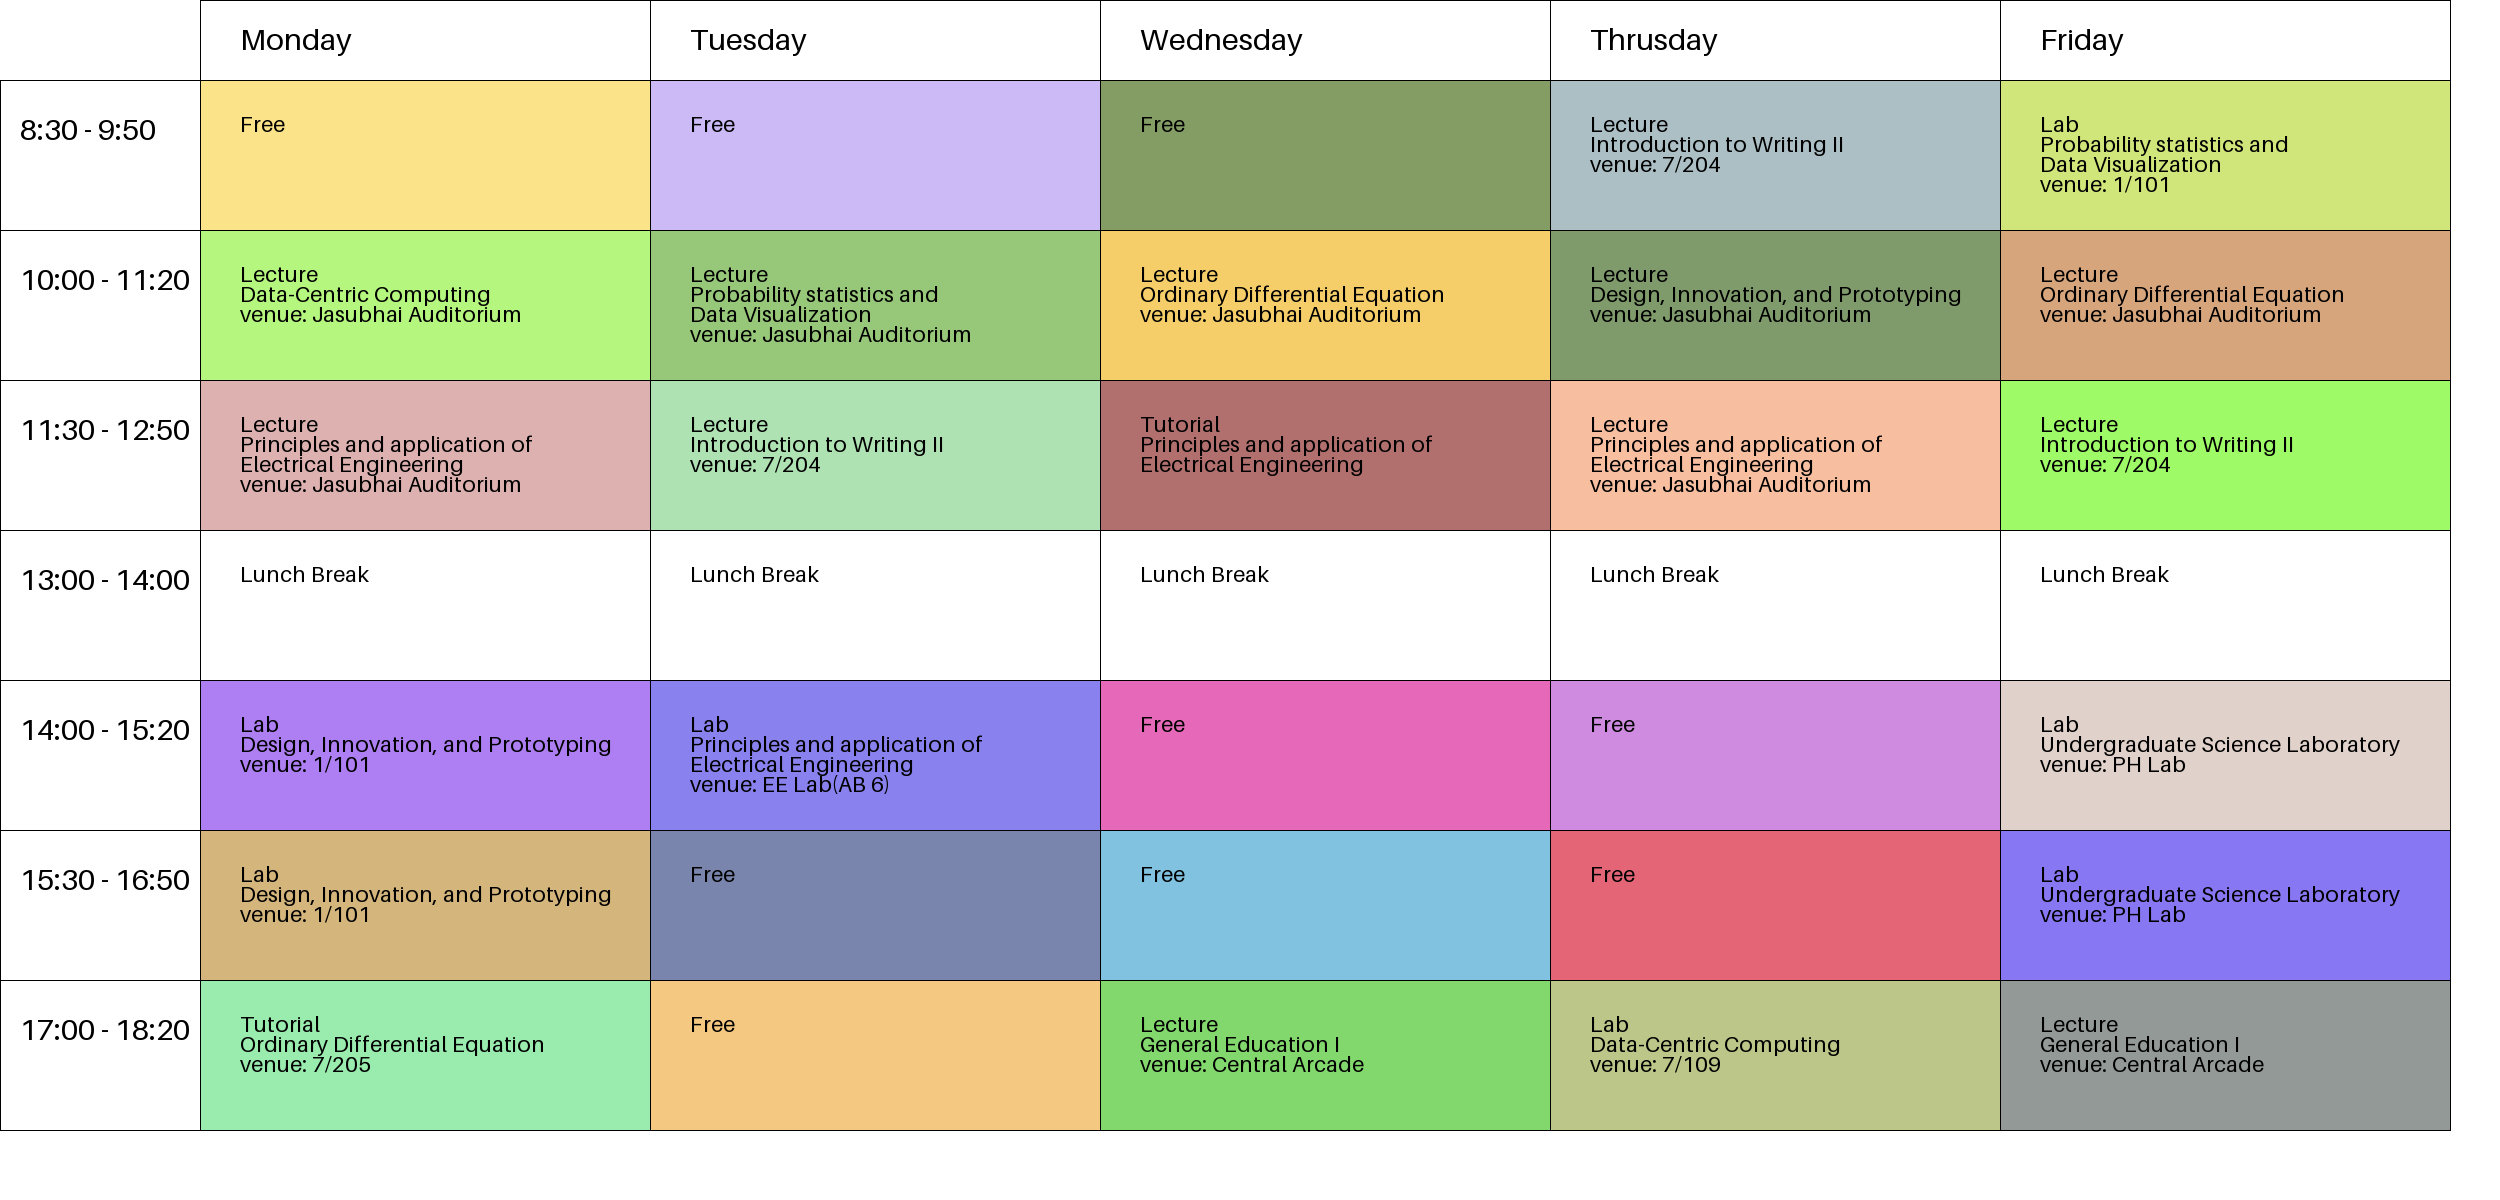 Monday
Tuesday
Wednesday
Thrusday
Friday
8:30 - 9:50
Free
Free
Free
Lecture
Introduction to Writing II
venue: 7/204
Lab
Probability statistics and
Data Visualization
venue: 1/101
10:00 - 11:20
Lecture
Data-Centric Computing
venue: Jasubhai Auditorium
Lecture
Probability statistics and
Data Visualization
venue: Jasubhai Auditorium
Lecture
Ordinary Differential Equation
venue: Jasubhai Auditorium
Lecture
Design, Innovation, and Prototyping
venue: Jasubhai Auditorium
Lecture
Ordinary Differential Equation
venue: Jasubhai Auditorium
11:30 - 12:50
Lecture
Principles and application of
Electrical Engineering
venue: Jasubhai Auditorium
Lecture
Introduction to Writing II
venue: 7/204
Tutorial
Principles and application of
Electrical Engineering
Lecture
Principles and application of
Electrical Engineering
venue: Jasubhai Auditorium
Lecture
Introduction to Writing II
venue: 7/204
13:00 - 14:00
Lunch Break
Lunch Break
Lunch Break
Lunch Break
Lunch Break
14:00 - 15:20
Lab
Design, Innovation, and Prototyping
venue: 1/101
Lab
Principles and application of
Electrical Engineering
venue: EE Lab(AB 6)
Free
Free
Lab
Undergraduate Science Laboratory
venue: PH Lab
15:30 - 16:50
Lab
Design, Innovation, and Prototyping
venue: 1/101
Free
Free
Free
Lab
Undergraduate Science Laboratory
venue: PH Lab
17:00 - 18:20
Tutorial
Ordinary Differential Equation
venue: 7/205
Free
Lecture
General Education I
venue: Central Arcade
Lab
Data-Centric Computing
venue: 7/109
Lecture
General Education I
venue: Central Arcade